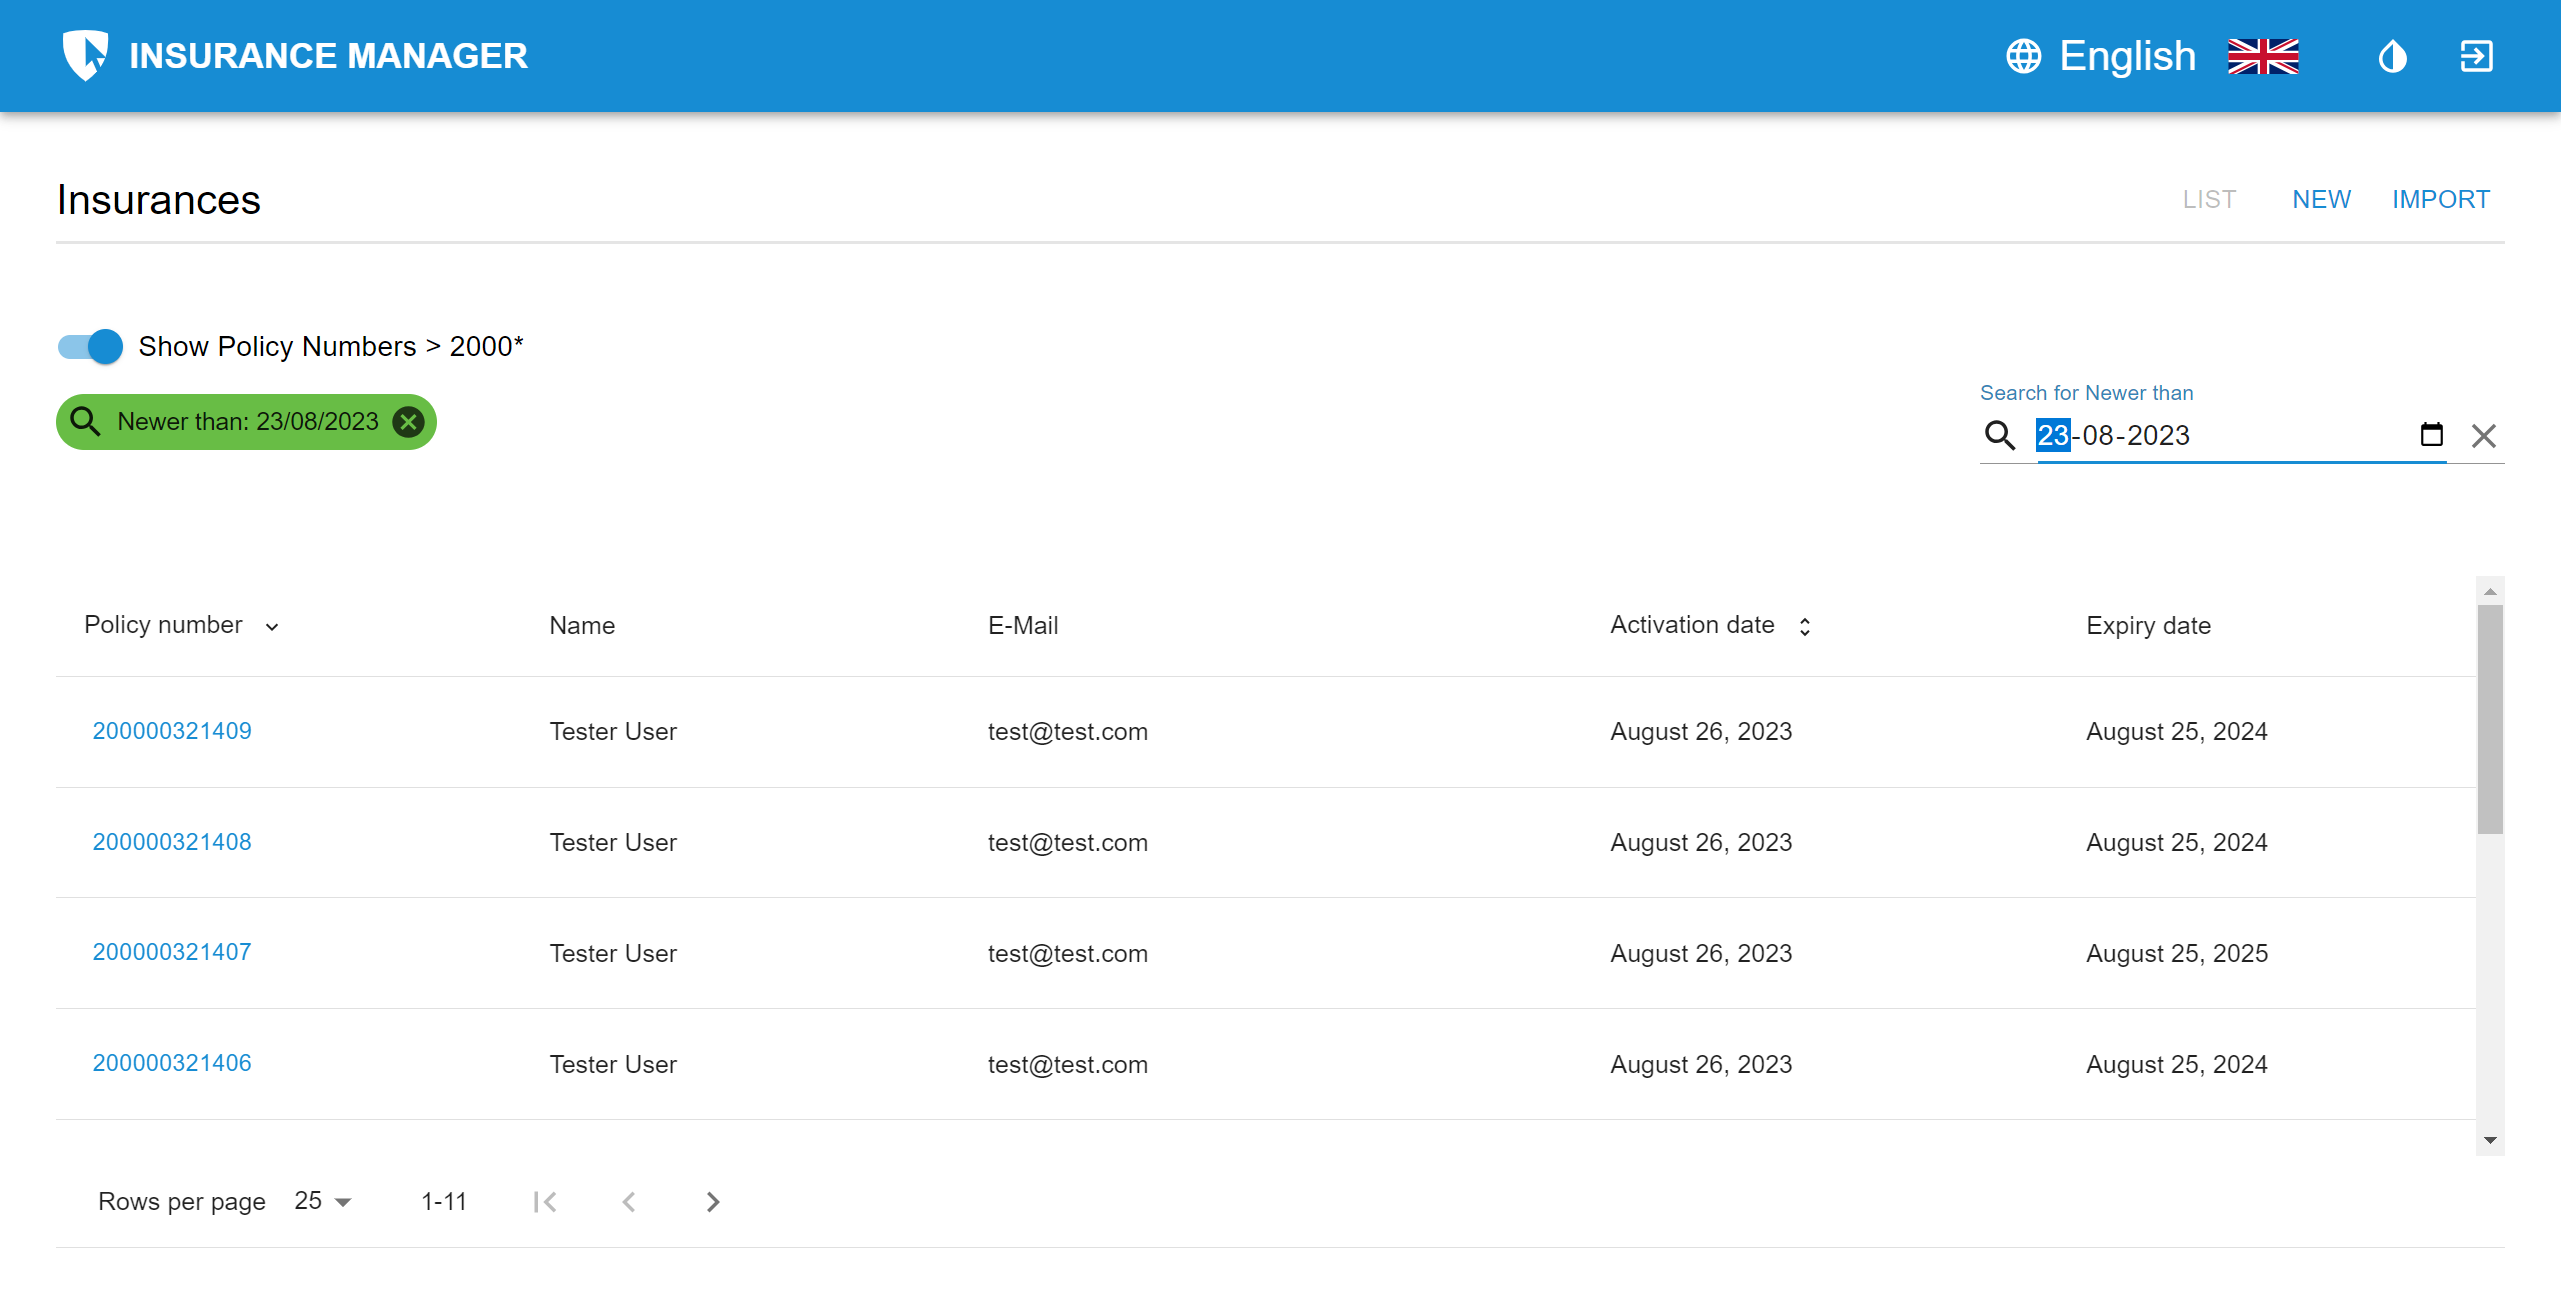 INSURANCE MANAGER
English
Insurances
LIST NEW IMPORT
Show Policy Numbers > 2000*
Newer than: 23/08/2023
Search for Newer than
23-08-2023
Policy number Name E-Mail Activation date Expiry date
200000321409 Tester User test@test.com August 26, 2023 August 25, 2024
200000321408 Tester User test@test.com August 26, 2023 August 25, 2024
200000321407 Tester User test@test.com August 26, 2023 August 25, 2025
200000321406 Tester User test@test.com August 26, 2023 August 25, 2024
Rows per page 25 1-11